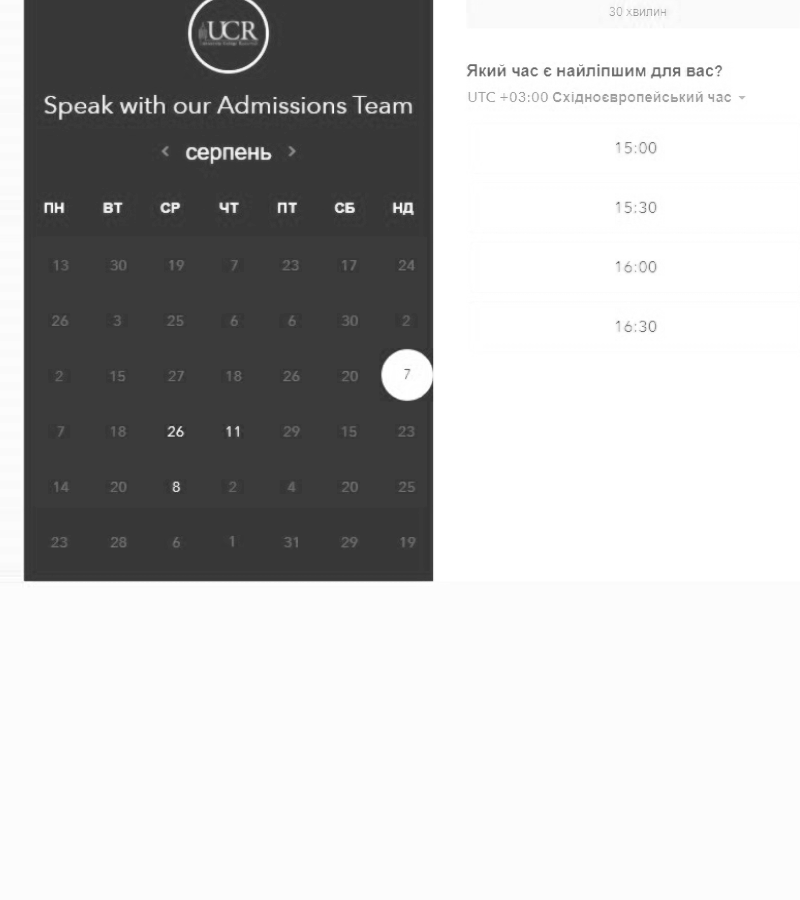 UCR
Speak with our Admissions Team
серпень
ПН ВТ СР ЧТ ПТ СБ НД
13 30 19 7 23 17 24
26 3 25 6 6 30 2
2 15 27 18 26 20 7
7 18 26 11 29 15 23
14 20 8 2 4 20 25
23 28 6 1 31 29 19
30 хвилин
Який час є найліпшим для вас?
UTC +03:00 Східноєвропейський час
15:00
15:30
16:00
16:30